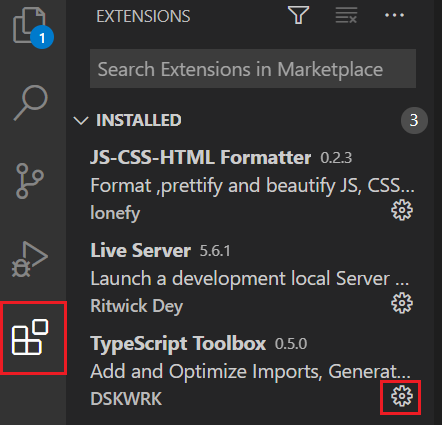 EXTENSIONS
1
Search Extensions in Marketplace
INSTALLED 3
JS-CSS-HTML Formatter 0.2.3
Format ,prettify and beautify JS, CSS...
lonefy
Live Server 5.6.1
Launch a development local Server ...
Ritwick Dey
TypeScript Toolbox 0.5.0
Add and Optimize Imports, Generat...
DSKWRK